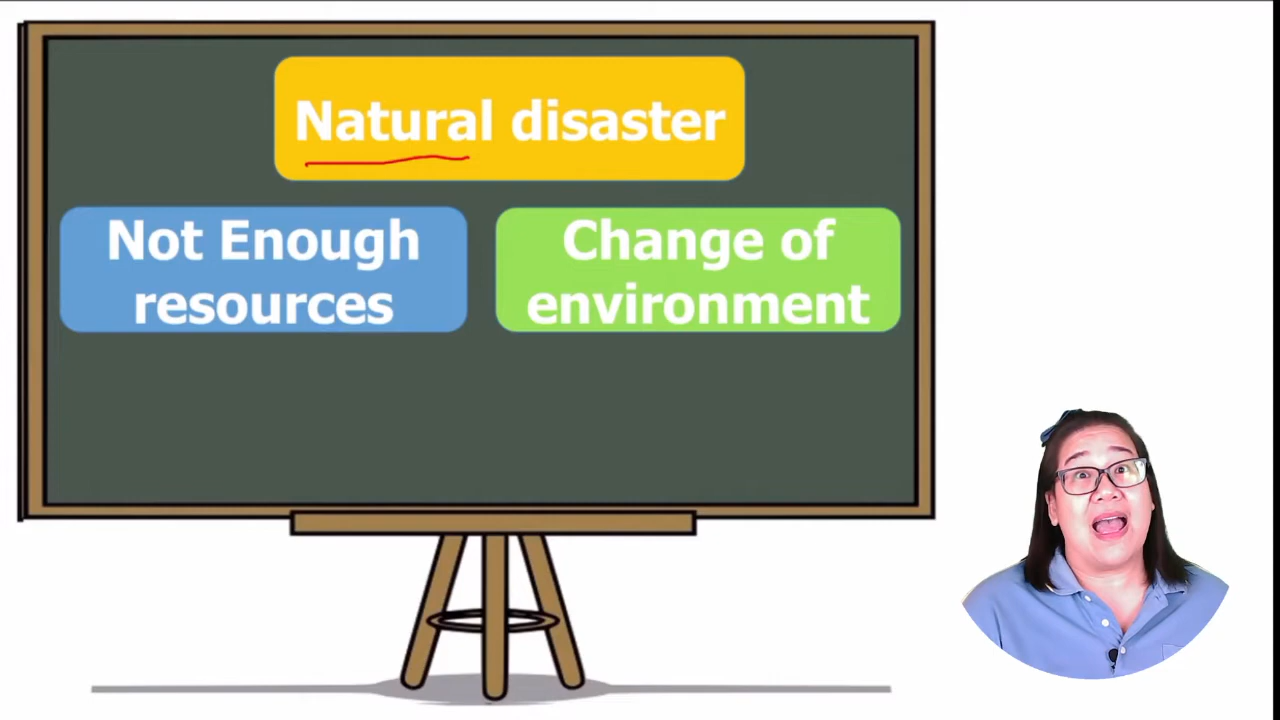 Natural disaster
Not Enough
resources
Change of
environment